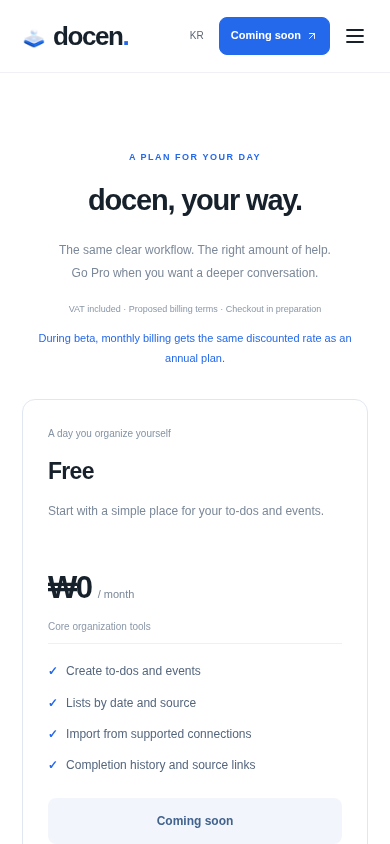 docen.
KR
Coming soon
A PLAN FOR YOUR DAY
docen, your way.
The same clear workflow. The right amount of help.
Go Pro when you want a deeper conversation.
VAT included · Proposed billing terms · Checkout in preparation
During beta, monthly billing gets the same discounted rate as an
annual plan.
A day you organize yourself
Free
Start with a simple place for your to-dos and events.
₩0 / month
Core organization tools
✓ Create to-dos and events
✓ Lists by date and source
✓ Import from supported connections
✓ Completion history and source links
Coming soon